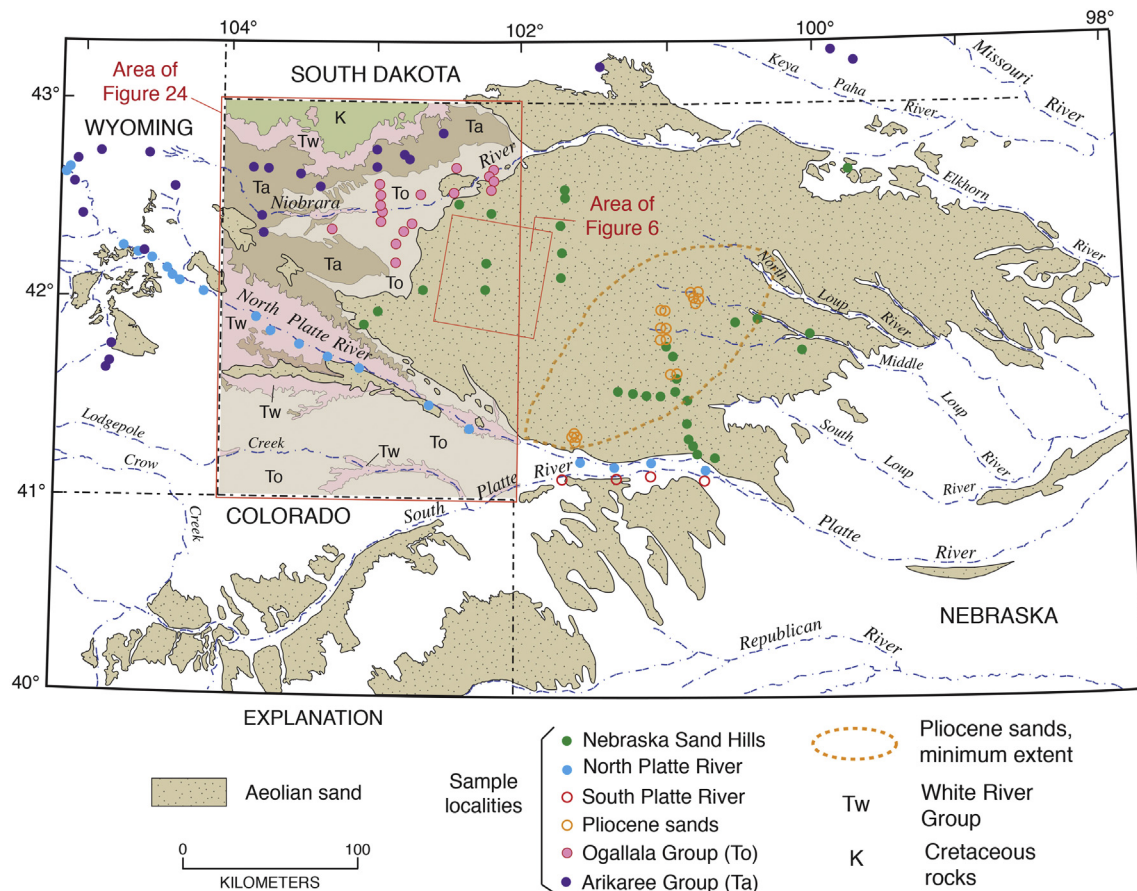 104°
102°
100°
98°
Area of
Figure 24
SOUTH DAKOTA
Keya
Paha
River
Missouri
River
43°
WYOMING
K
Tw
Ta
River
To
Ta
Niobrara
Elkhorn
River
Area of
Figure 6
Ta
To
42°
North
Loup
River
North Platte River
Tw
Middle
Loup
River
Tw
South
Loup
River
Lodgepole
Creek
Tw
To
Crow
To
Creek
41°
COLORADO
South
Platte
River
Platte
River
NEBRASKA
Republican
River
40°
EXPLANATION
Aeolian sand
0
100
KILOMETERS
Sample
localities
Nebraska Sand Hills
North Platte River
South Platte River
Pliocene sands
Ogallala Group (To)
Arikaree Group (Ta)
Pliocene sands,
minimum extent
Tw
White River
Group
K
Cretaceous
rocks